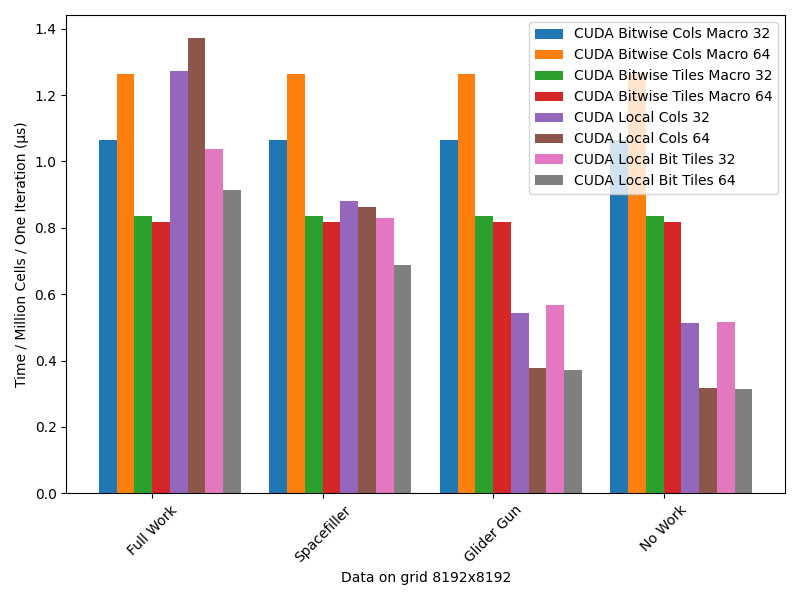 1.4
1.2
1.0
0.8
0.6
0.4
0.2
0.0
Time / Million Cells / One Iteration (µs)
CUDA Bitwise Cols Macro 32
CUDA Bitwise Cols Macro 64
CUDA Bitwise Tiles Macro 32
CUDA Bitwise Tiles Macro 64
CUDA Local Cols 32
CUDA Local Cols 64
CUDA Local Bit Tiles 32
CUDA Local Bit Tiles 64
Full Work
Spacefiller
Glider Gun
No Work
Data on grid 8192x8192